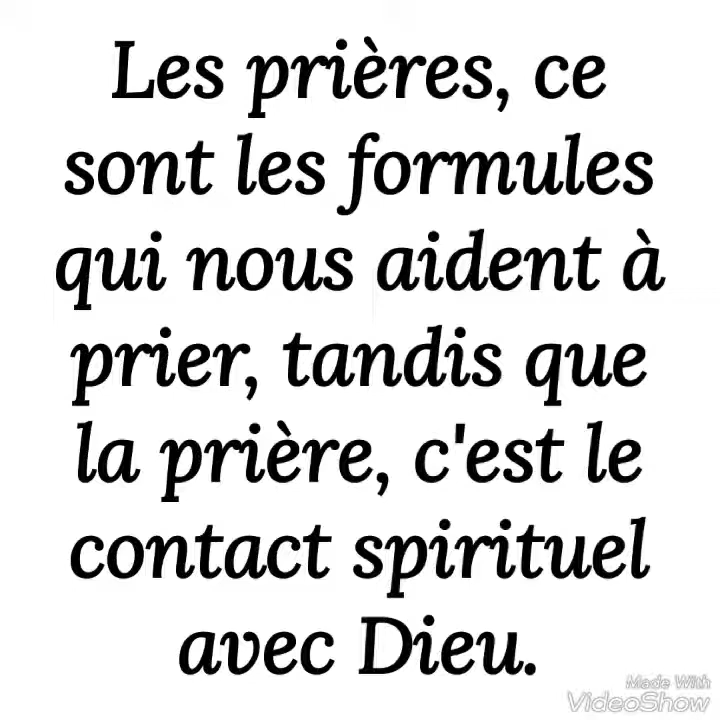 Les prières, ce
sont les formules
qui nous aident à
prier, tandis que
la prière, c'est le
contact spirituel
avec Dieu.
Made With
VideoShow